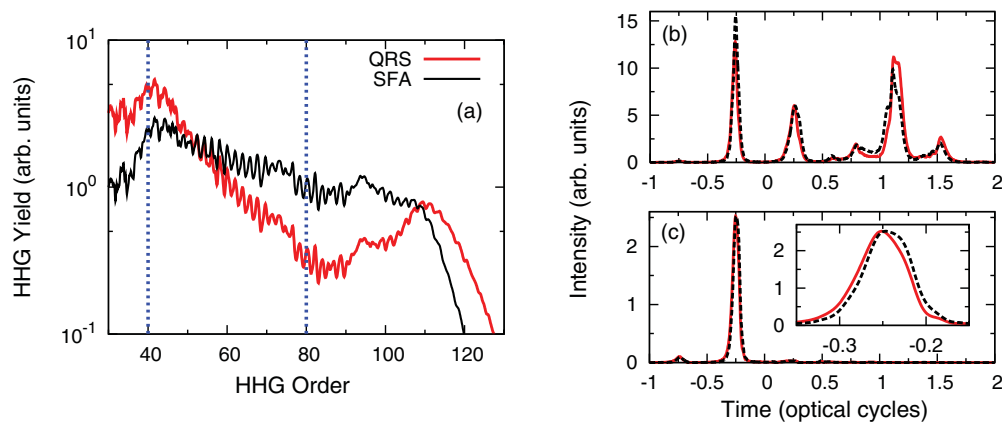 HHG Yield (arb. units)
10^1
10^0
10^-1
QRS
SFA
(a)
40 60 80 100 120
HHG Order
Intensity (arb. units)
(b)
15
10
5
0
-1 -0.5 0 0.5 1 1.5 2
(c)
2
1
0
2
1
0
-0.3 -0.2
-1 -0.5 0 0.5 1 1.5 2
Time (optical cycles)